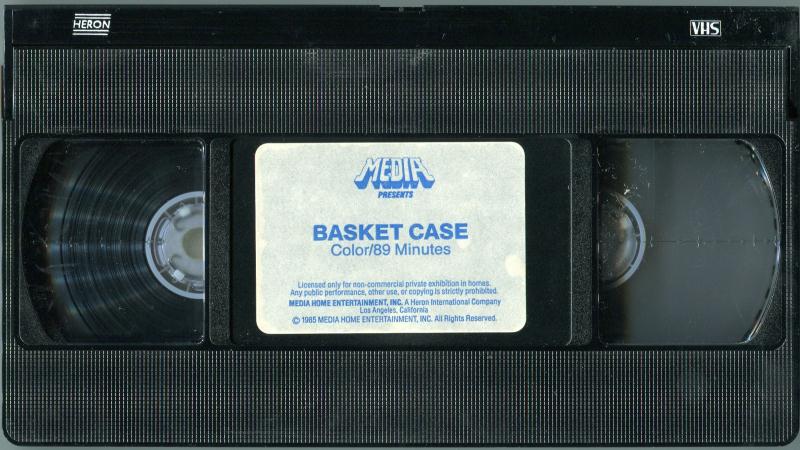 HERON
VHS
MEDIA
PRESENTS
BASKET CASE
Color/89 Minutes
Licensed only for non-commercial private exhibition in homes.
Any public performance, other use, or copying is strictly prohibited.
MEDIA HOME ENTERTAINMENT, INC. A Heron International Company
Los Angeles, California
© 1985 MEDIA HOME ENTERTAINMENT, INC. All Rights Reserved.